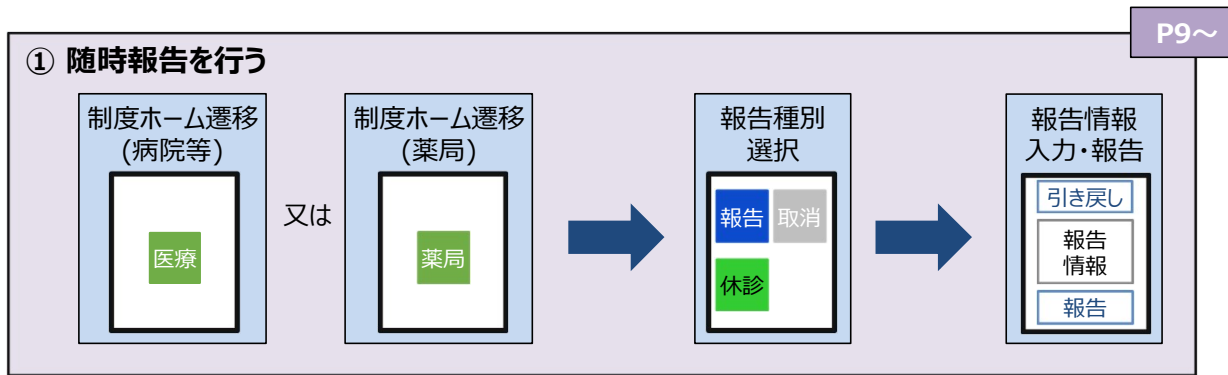 P9～
① 随時報告を行う
制度ホーム遷移
(病院等)
医療
又は
制度ホーム遷移
(薬局)
薬局
報告種別
選択
報告
取消
休診
報告情報
入力・報告
引き戻し
報告
情報
報告